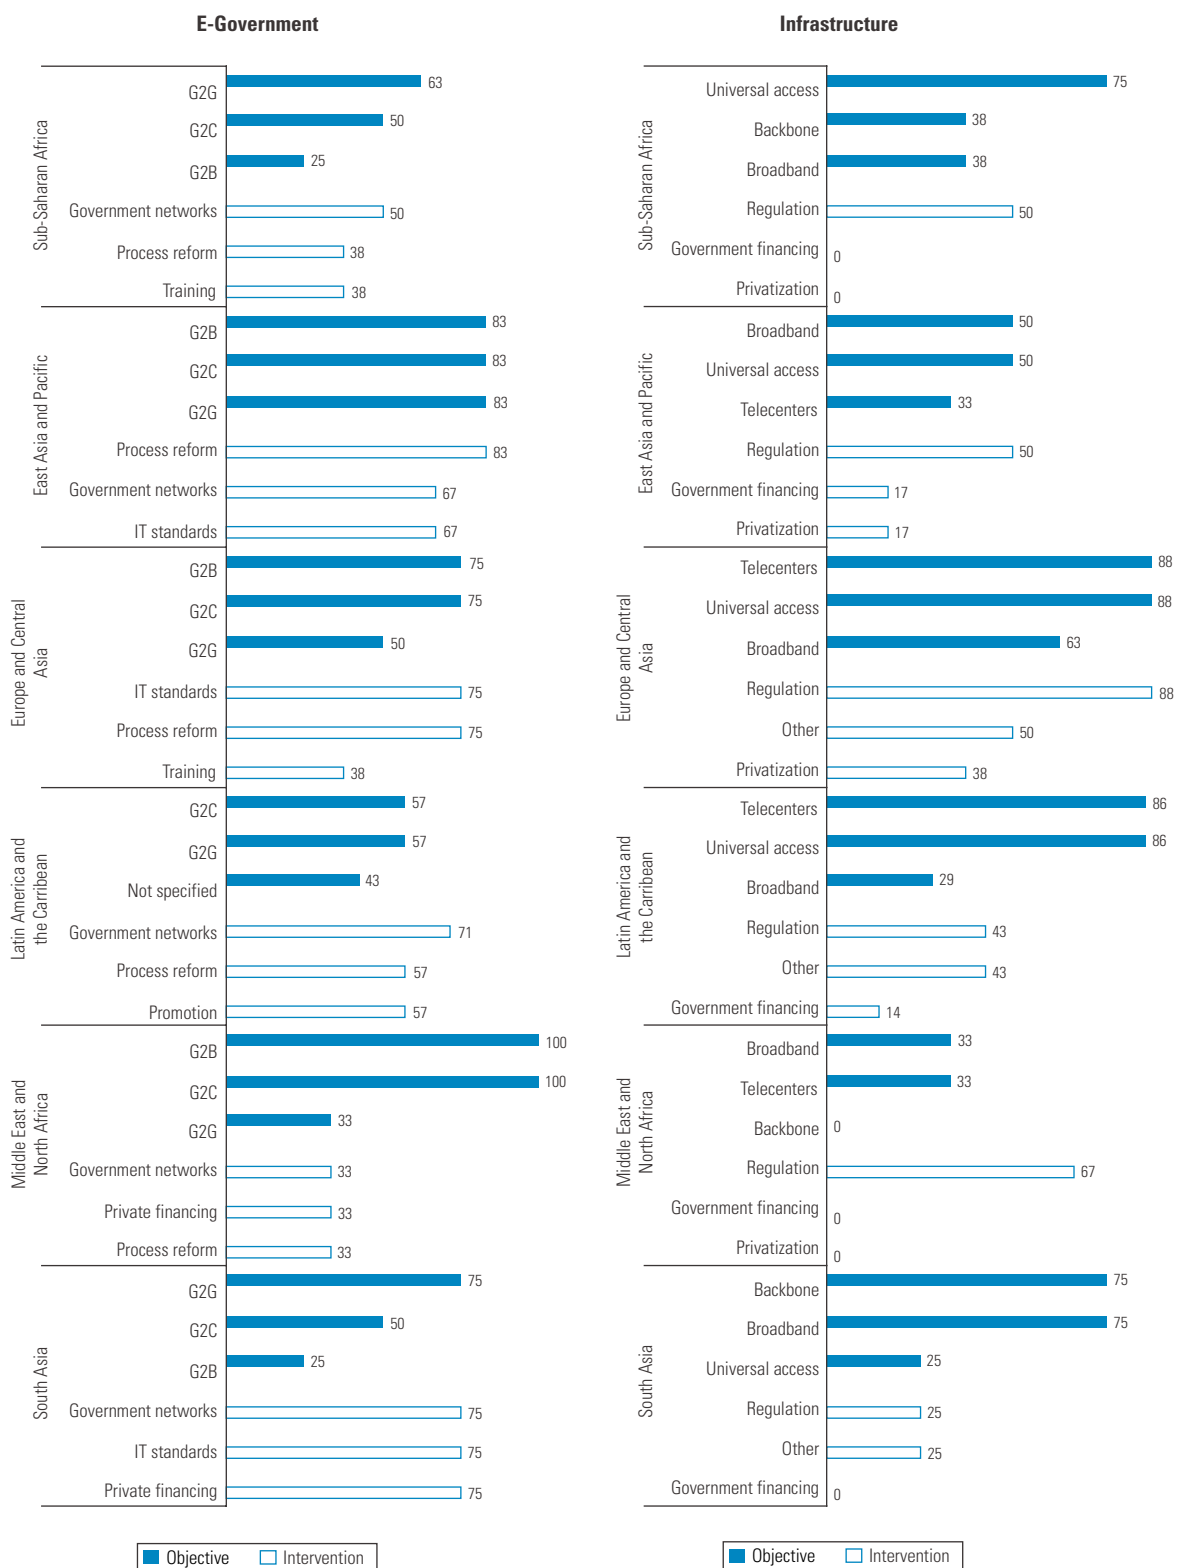 E-Government
Sub-Saharan Africa
G2G 63
G2C 50
G2B 25
Government networks 50
Process reform 38
Training 38
East Asia and Pacific
G2B 83
G2C 83
G2G 83
Process reform 83
Government networks 67
IT standards 67
Europe and Central
Asia
G2B 75
G2C 75
G2G 50
IT standards 75
Process reform 75
Training 38
Latin America and
the Carribean
G2C 57
G2G 57
Not specified 43
Government networks 71
Process reform 57
Promotion 57
Middle East and
North Africa
G2B 100
G2C 100
G2G 33
Government networks 33
Private financing 33
Process reform 33
South Asia
G2G 75
G2C 50
G2B 25
Government networks 75
IT standards 75
Private financing 75
Objective Intervention
Infrastructure
Sub-Saharan Africa
Universal access 75
Backbone 38
Broadband 38
Regulation 50
Government financing 0
Privatization 0
East Asia and Pacific
Broadband 50
Universal access 50
Telecenters 33
Regulation 50
Government financing 17
Privatization 17
Europe and Central
Asia
Telecenters 88
Universal access 88
Broadband 63
Regulation 88
Other 50
Privatization 38
Latin America and
the Carribean
Telecenters 86
Universal access 86
Broadband 29
Regulation 43
Other 43
Government financing 14
Middle East and
North Africa
Broadband 33
Telecenters 33
Backbone 0
Regulation 67
Government financing 0
Privatization 0
South Asia
Backbone 75
Broadband 75
Universal access 25
Regulation 25
Other 25
Government financing 0
Objective Intervention